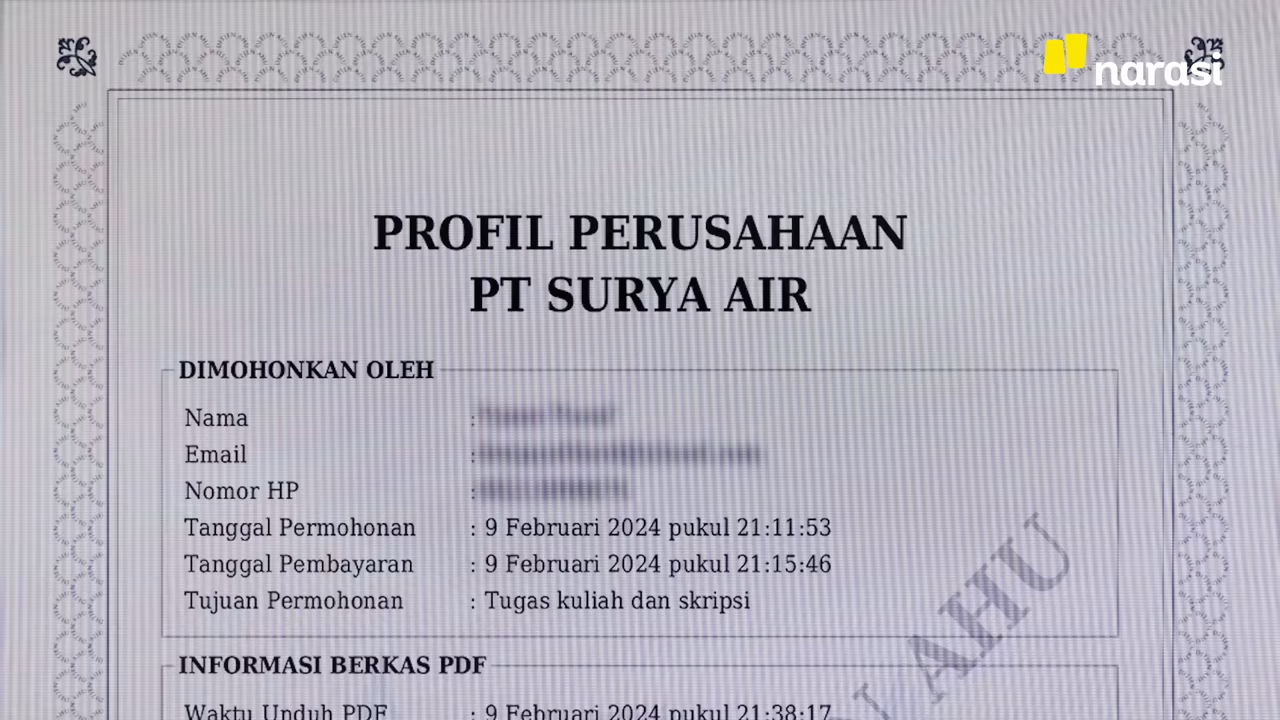 narasi
PROFIL PERUSAHAAN
PT SURYA AIR
DIMOHONKAN OLEH
Nama :
Email :
Nomor HP :
Tanggal Permohonan : 9 Februari 2024 pukul 21:11:53
Tanggal Pembayaran : 9 Februari 2024 pukul 21:15:46
Tujuan Permohonan : Tugas kuliah dan skripsi
AHU
INFORMASI BERKAS PDF
Waktu Unduh PDF : 9 Februari 2024 pukul 21:38:17